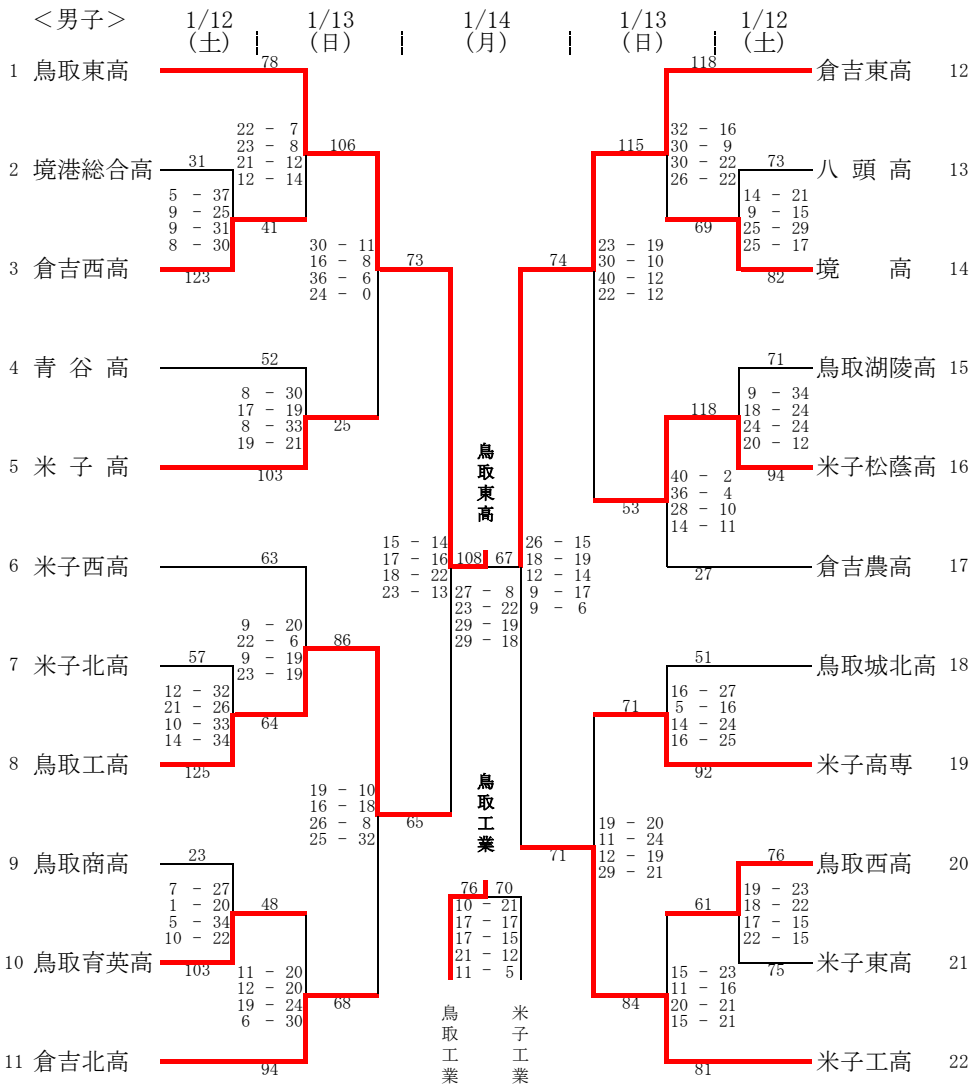 ＜男子＞ 1/12 1/13 1/14 1/13 1/12
(土) (日) (月) (日) (土)
1 鳥取東高 78 118 倉吉東高 12
22 - 7
23 - 8
21 - 12
12 - 14
106
115
32 - 16
30 - 9
30 - 22
26 - 22
2 境港総合高 31 73 八頭高 13
5 - 37
9 - 25
9 - 31
8 - 30
41
69
14 - 21
9 - 15
25 - 29
25 - 17
3 倉吉西高 123 82 境高 14
30 - 11
16 - 8
36 - 6
24 - 0
73
74
23 - 19
30 - 10
40 - 12
22 - 12
4 青谷高 52 71 鳥取湖陵高 15
8 - 30
17 - 19
8 - 33
19 - 21
25
118
9 - 34
18 - 24
24 - 24
20 - 12
5 米子高 103 94 米子松蔭高 16
鳥取東高
40 - 2
36 - 4
28 - 10
14 - 11
53
6 米子西高 63 27 倉吉農高 17
15 - 14
17 - 16
18 - 22
23 - 13
108 67
27 - 8
23 - 22
29 - 19
29 - 18
26 - 15
18 - 19
12 - 14
9 - 17
9 - 6
9 - 20
22 - 6
9 - 19
23 - 19
86
7 米子北高 57 51 鳥取城北高 18
12 - 32
21 - 26
10 - 33
14 - 34
64
71
16 - 27
5 - 16
14 - 24
16 - 25
8 鳥取工高 125 92 米子高専 19
19 - 10
16 - 18
26 - 8
25 - 32
65
鳥取工業
71
19 - 20
11 - 24
12 - 19
29 - 21
9 鳥取商高 23 76 鳥取西高 20
7 - 27
1 - 20
5 - 34
10 - 22
48
76 70
10 - 21
17 - 17
17 - 15
21 - 12
11 - 5
61
19 - 23
18 - 22
17 - 15
22 - 15
10 鳥取育英高 103 75 米子東高 21
11 - 20
12 - 20
19 - 24
6 - 30
68
鳥取工業
米子工業
84
15 - 23
11 - 16
20 - 21
15 - 21
11 倉吉北高 94 81 米子工高 22